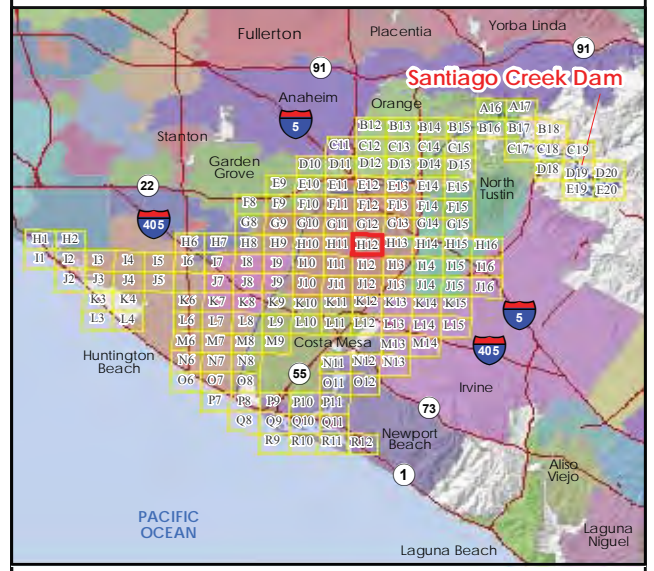 Fullerton
Placentia
Yorba Linda
91
91
Santiago Creek Dam
Anaheim
Orange
5
A16 A17
B12 B13 B14 B15 B16 B17 B18
Stanton
C11 C12 C13 C14 C15 C17 C18 C19
Garden
Grove
D10 D11 D12 D13 D14 D15 D18 D19 D20
North
Tustin
22
E9 E10 E11 E12 E13 E14 E15 E19 E20
F8 F9 F10 F11 F12 F13 F14 F15
405
G8 G9 G10 G11 G12 G13 G14 G15
H1 H2 H6 H7 H8 H9 H10 H11 H12 H13 H14 H15 H16
I1 I2 I3 I4 I5 I6 I7 I8 I9 I10 I11 I12 I13 I14 I15 I16
J2 J3 J4 J5 J7 J8 J9 J10 J11 J12 J13 J14 J15 J16
K3 K4 K6 K7 K8 K9 K10 K11 K12 K13 K14 K15
5
L3 L4 L6 L7 L8 L9 L10 L11 L12 L13 L14 L15
M6 M7 M8 M9 Costa Mesa M13 M14
405
Huntington
Beach
N6 N7 N8 N11 N12 N13
55
O6 O7 O8 O11 O12
Irvine
P7 P8 P9 P10 P11
73
Q8 Q9 Q10 Q11
Newport
Beach
R9 R10 R11 R12
1
Aliso
Viejo
PACIFIC
OCEAN
Laguna
Niguel
Laguna Beach